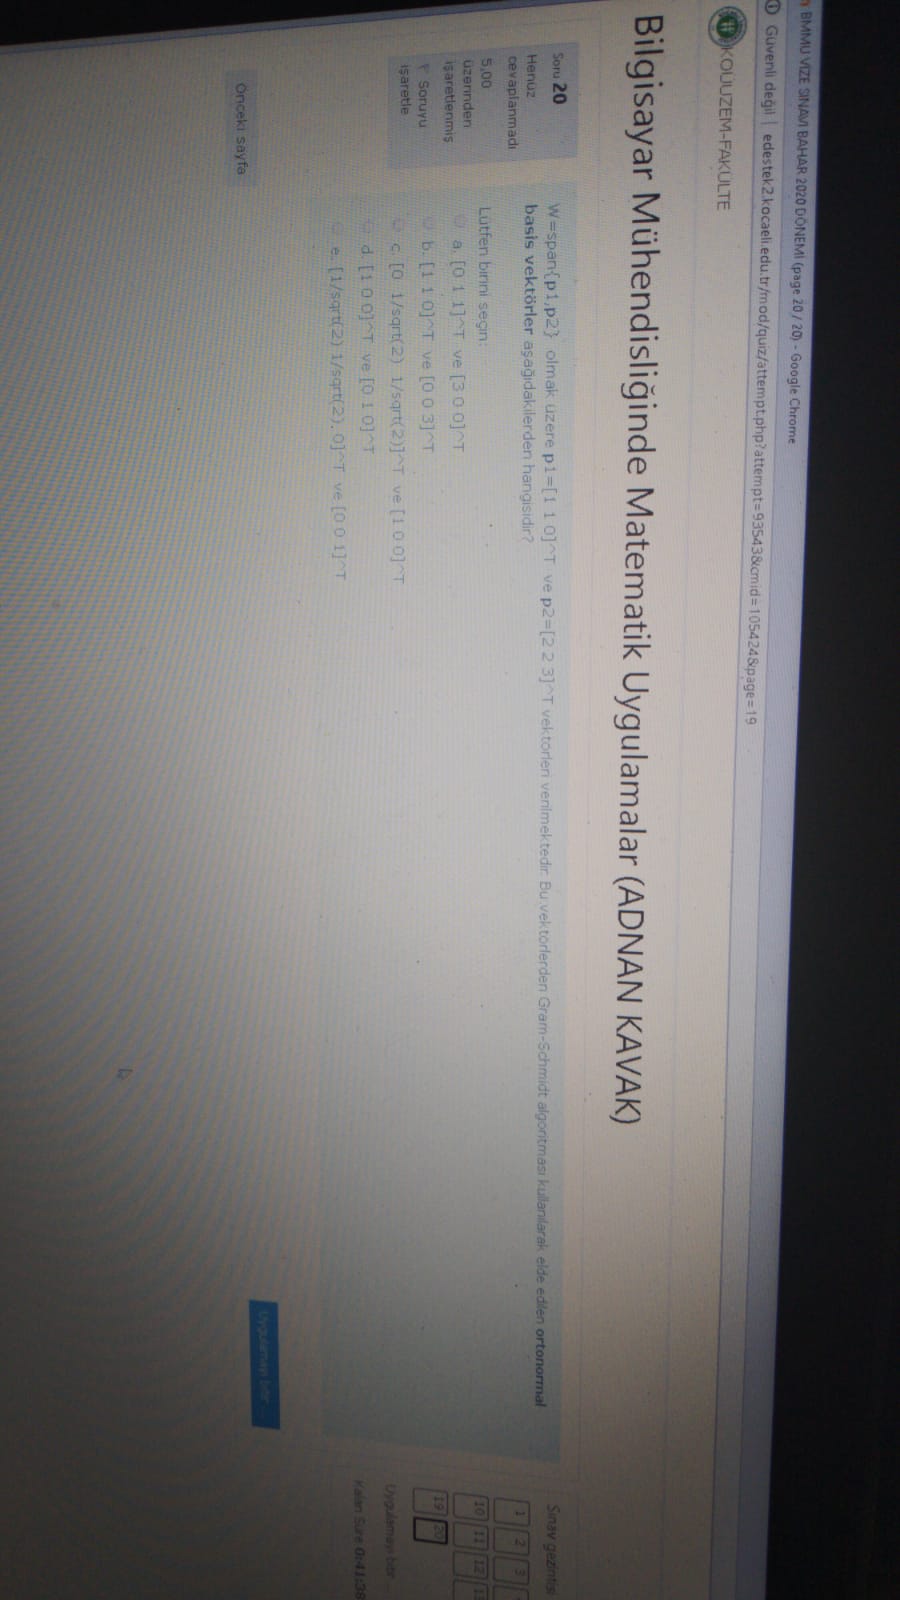 BMMU VİZE SINAVI BAHAR 2020 DÖNEMİ (page 20 / 20) - Google Chrome
Güvenli değil | edestek2.kocaeli.edu.tr/mod/quiz/attempt.php?attempt=93543&cmid=105424&page=19
KOUUZEM-FAKÜLTE
Bilgisayar Mühendisliğinde Matematik Uygulamalar (ADNAN KAVAK)
Soru 20
Henüz
cevaplanmadı
5,00
üzerinden
işaretlenmiş
Soruyu
işaretle
W=span{p1,p2} olmak üzere p1=[1 1 0]^T ve p2=[2 2 3]^T vektörleri verilmektedir. Bu vektörlerden Gram-Schmidt algoritması kullanılarak elde edilen ortonormal
basis vektörler aşağıdakilerden hangisidir?
Lütfen birini seçin:
a. [0 1 1]^T ve [3 0 0]^T
b. [1 1 0]^T ve [0 0 3]^T
c. [0 1/sqrt(2) 1/sqrt(2)]^T ve [1 0 0]^T
d. [1 0 0]^T ve [0 1 0]^T
e. [1/sqrt(2) 1/sqrt(2). 0]^T ve [0 0 1]^T
Önceki sayfa
Uygulamayı bitir ...
Sınav gezintisi
1 2 3
10 11 12
19 20
Uygulamayı bitir ...
Kalan Süre 0:41:38